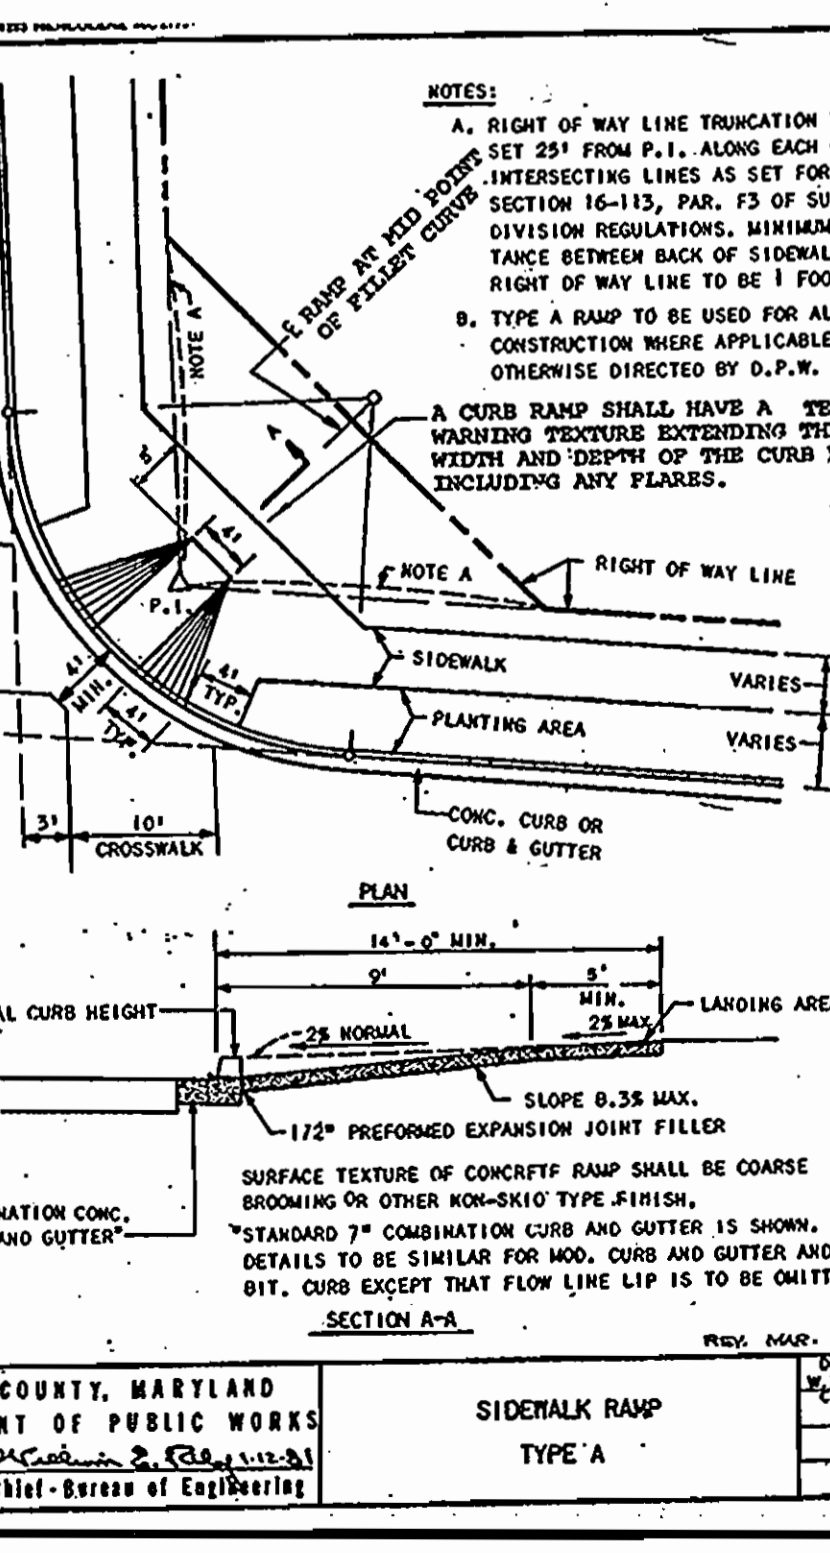 NOTES:
A. RIGHT OF WAY LINE TRUNCATION
SET 25' FROM P.I. ALONG EACH
INTERSECTING LINES AS SET FOR
SECTION 16-113, PAR. F3 OF SU
DIVISION REGULATIONS. MINIMUM
TANCE BETWEEN BACK OF SIDEWAL
RIGHT OF WAY LINE TO BE 1 FOO
B. TYPE A RAMP TO BE USED FOR AL
CONSTRUCTION WHERE APPLICABLE
OTHERWISE DIRECTED BY D.P.W.
A CURB RAMP SHALL HAVE A TE
WARNING TEXTURE EXTENDING TH
WIDTH AND DEPTH OF THE CURB
INCLUDING ANY FLARES.
℄ RAMP AT MID POINT
OF FILLET CURVE
NOTE A
A
5'
4'
NOTE A
RIGHT OF WAY LINE
P.I.
SIDEWALK
VARIES
4'
MIN.
4'
TYP.
4'
TYP.
PLANTING AREA
VARIES
3'
10'
CROSSWALK
CONC. CURB OR
CURB & GUTTER
PLAN
14'-0" MIN.
9'
5'
MIN.
AL CURB HEIGHT
2% NORMAL
2% MAX
LANDING ARE
SLOPE 8.3% MAX.
1/2" PREFORMED EXPANSION JOINT FILLER
SURFACE TEXTURE OF CONCRETE RAMP SHALL BE COARSE
BROOMING OR OTHER NON-SKID TYPE FINISH.
NATION CONC.
AND GUTTER*
*STANDARD 7" COMBINATION CURB AND GUTTER IS SHOWN.
DETAILS TO BE SIMILAR FOR MOD. CURB AND GUTTER AND
BIT. CURB EXCEPT THAT FLOW LINE LIP IS TO BE OMITT
SECTION A-A
REV. MAR.
COUNTY, MARYLAND
NT OF PUBLIC WORKS
1-12-81
Chief-Bureau of Engineering
SIDEWALK RAMP
TYPE A